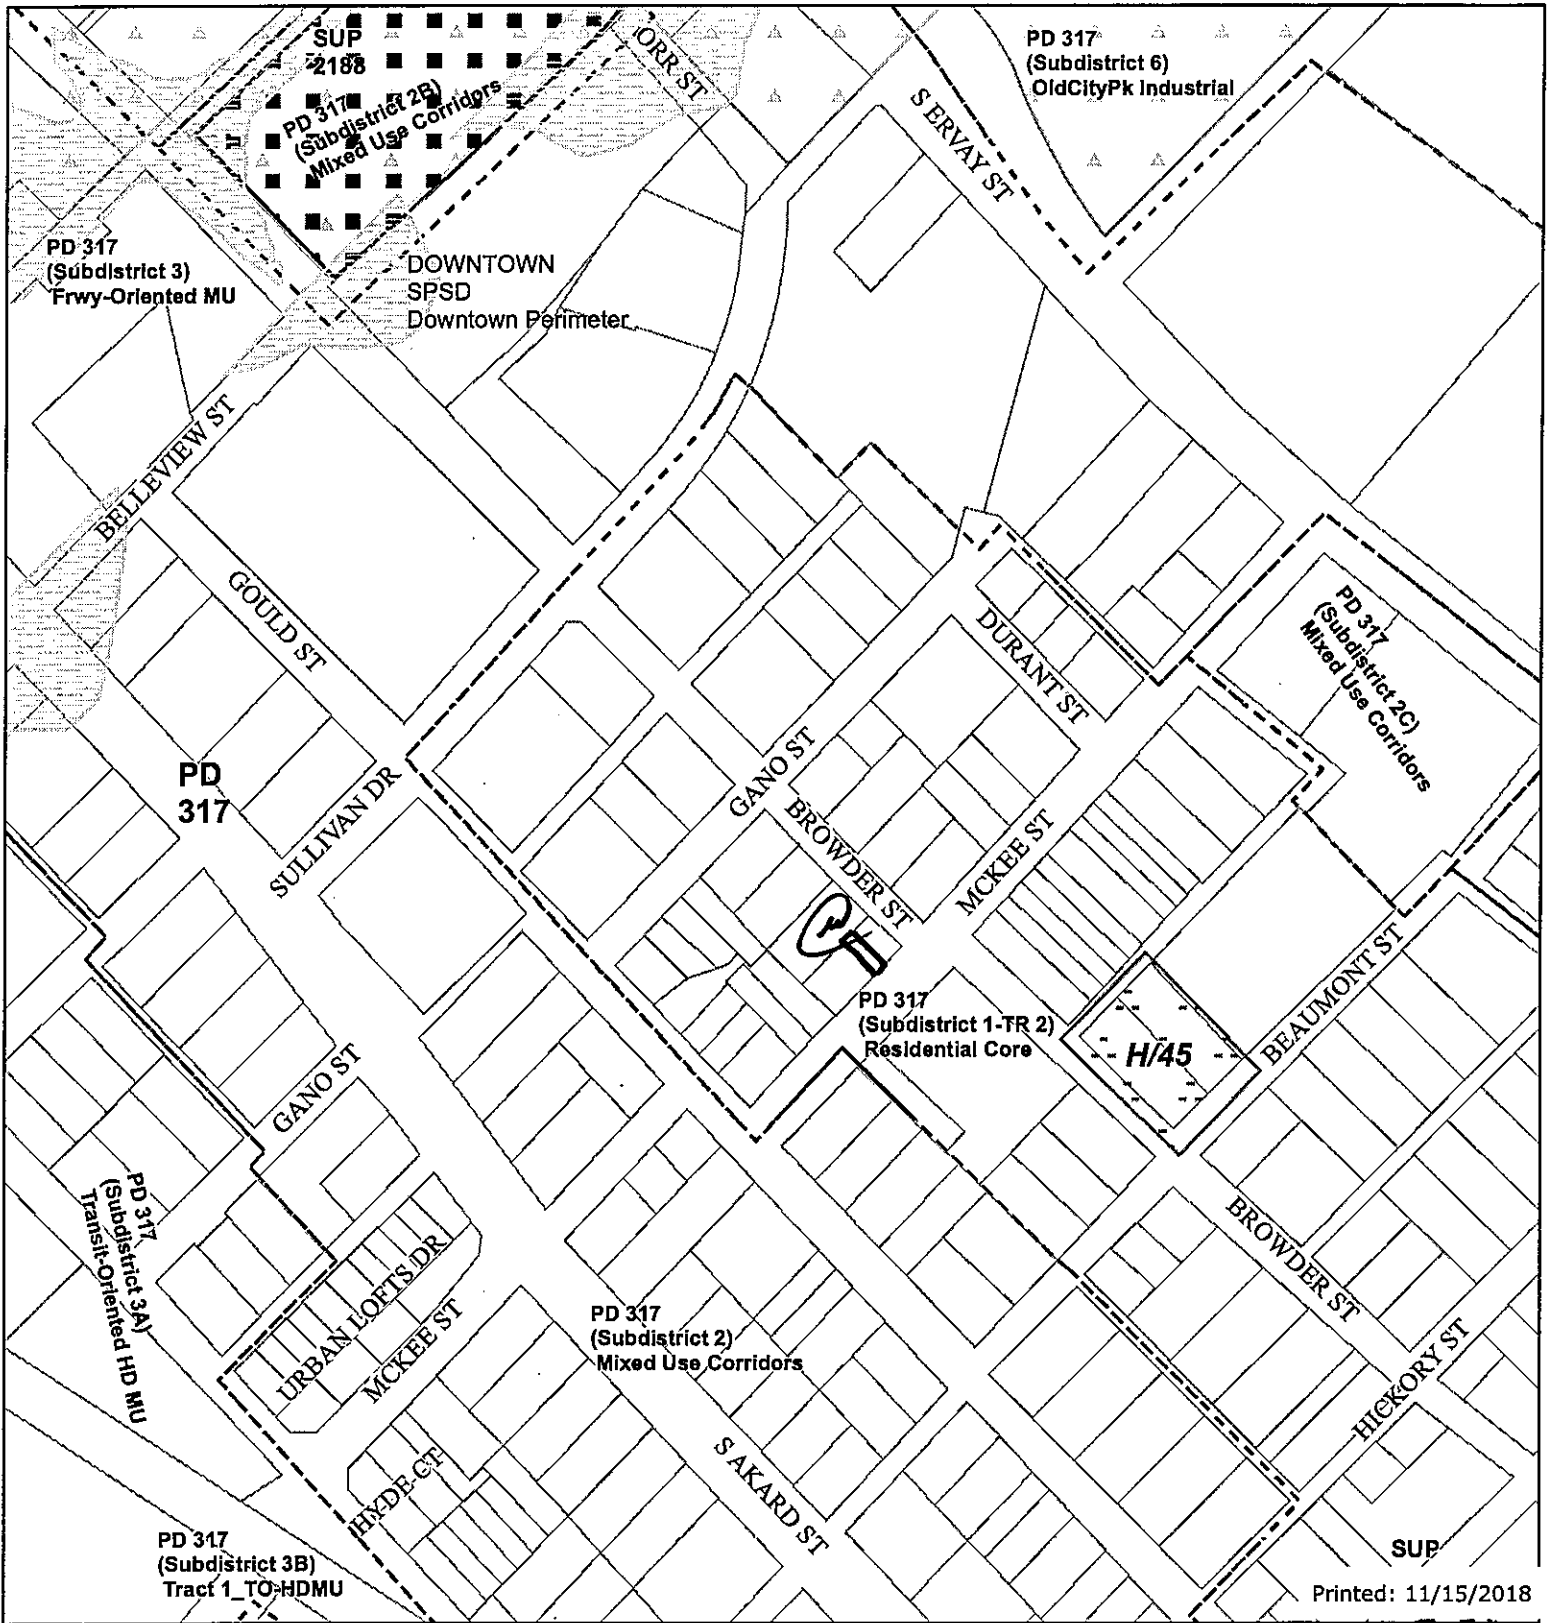 SUP
2188
PD 317
(Subdistrict 2B)
Mixed Use Corridors
ORR ST
PD 317
(Subdistrict 6)
OldCityPk Industrial
S ERVAY ST
PD 317
(Subdistrict 3)
Frwy-Oriented MU
DOWNTOWN
SPSD
Downtown Perimeter
BELLEVIEW ST
GOULD ST
DURANT ST
PD 317
(Subdistrict 2C)
Mixed Use Corridors
PD
317
SULLIVAN DR
GANO ST
BROWDER ST
MCKEE ST
PD 317
(Subdistrict 1-TR 2)
Residential Core
H/45
BEAUMONT ST
GANO ST
PD 317
(Subdistrict 3A)
Transit-Oriented HD MU
URBAN LOFTS DR
MCKEE ST
PD 317
(Subdistrict 2)
Mixed Use Corridors
BROWDER ST
HICKORY ST
HYDE CT
S AKARD ST
PD 317
(Subdistrict 3B)
Tract 1_TO-HDMU
SUP
Printed: 11/15/2018